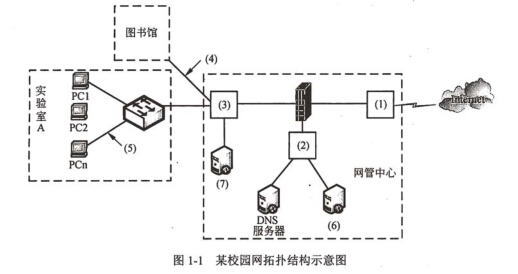 图书馆
(4)
实
验
室
A
PC1
PC2
PCn
(5)
(3)
(7)
(1)
(2)
Internet
网管中心
DNS
服务器
(6)
图 1-1 某校园网拓扑结构示意图